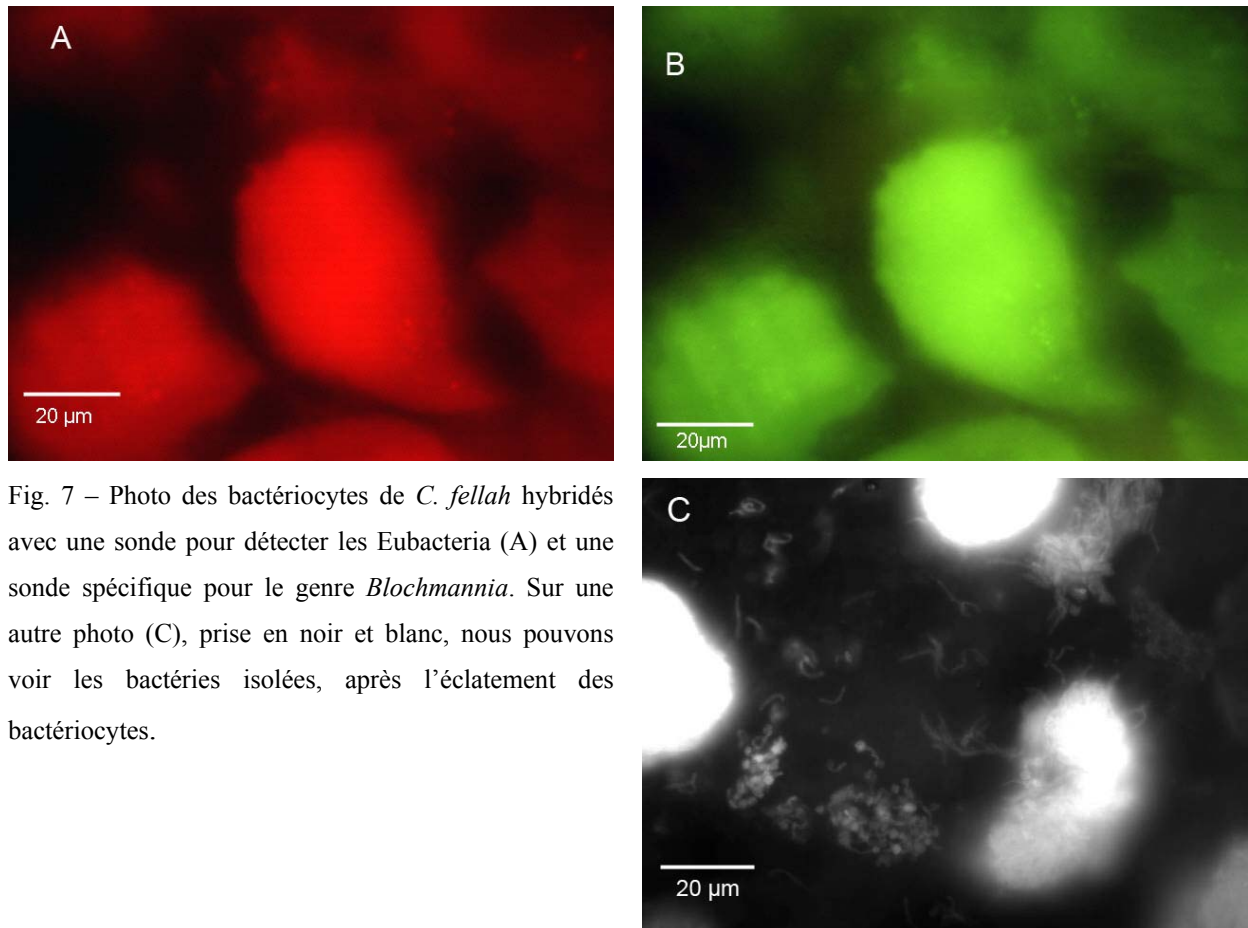 A
20 µm
B
20µm
Fig. 7 – Photo des bactériocytes de C. fellah hybridés
avec une sonde pour détecter les Eubacteria (A) et une
sonde spécifique pour le genre Blochmannia. Sur une
autre photo (C), prise en noir et blanc, nous pouvons
voir les bactéries isolées, après l’éclatement des
bactériocytes.
C
20 µm